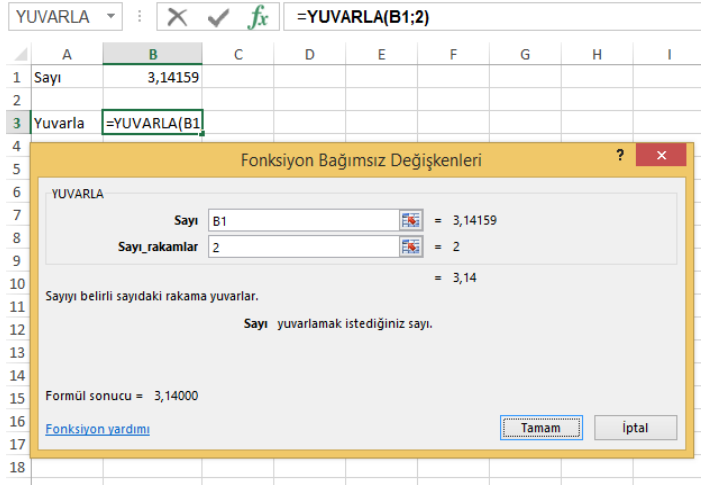 YUVARLA fx =YUVARLA(B1;2)
A B C D E F G H I
1 Sayı 3,14159
2
3 Yuvarla =YUVARLA(B1
4
Fonksiyon Bağımsız Değişkenleri ? ×
5
6 YUVARLA
7 Sayı B1 = 3,14159
8 Sayı_rakamlar 2 = 2
9
10 = 3,14
11 Sayıyı belirli sayıdaki rakama yuvarlar.
12 Sayı yuvarlamak istediğiniz sayı.
13
14
15 Formül sonucu = 3,14000
16 Fonksiyon yardımı Tamam İptal
17
18